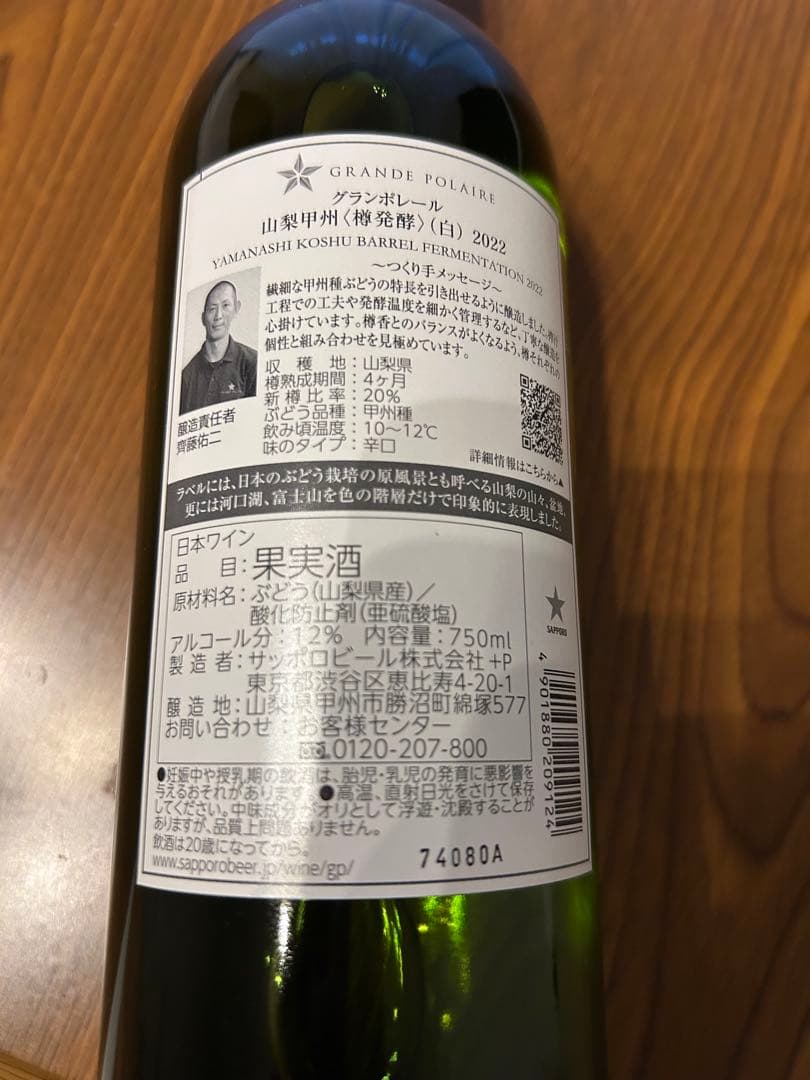 GRANDE POLAIRE
グランポレール
山梨甲州〈樽発酵〉(白) 2022
YAMANASHI KOSHU BARREL FERMENTATION 2022
〜つくり手メッセージ〜
繊細な甲州種ぶどうの特長を引き出せるように醸造しました。搾汁
工程での工夫や発酵温度を細かく管理するなど、丁寧な醸造を
心掛けています。樽香とのバランスがよくなるよう、樽それぞれの
個性と組み合わせを見極めています。
収穫地:山梨県
樽熟成期間:4ヶ月
新樽比率:20%
ぶどう品種:甲州種
飲み頃温度:10〜12℃
味のタイプ:辛口
醸造責任者
齊藤佑二
詳細情報はこちらから▲
ラベルには、日本のぶどう栽培の原風景とも呼べる山梨の山々、盆地、
更には河口湖、富士山を色の階層だけで印象的に表現しました。
日本ワイン
品目:果実酒
原材料名:ぶどう(山梨県産)/
酸化防止剤(亜硫酸塩)
アルコール分:12% 内容量:750ml
製造者:サッポロビール株式会社 +P
東京都渋谷区恵比寿4-20-1
醸造地:山梨県甲州市勝沼町綿塚577
お問い合わせ:お客様センター
0120-207-800
SAPPORO
4 901880 209124
●妊娠中や授乳期の飲酒は、胎児・乳児の発育に悪影響を
与えるおそれがあります。●高温、直射日光をさけて保存
してください。中味成分がオリとして浮遊・沈殿することが
ありますが、品質上問題ありません。
飲酒は20歳になってから。
www.sapporobeer.jp/wine/gp/
74080A